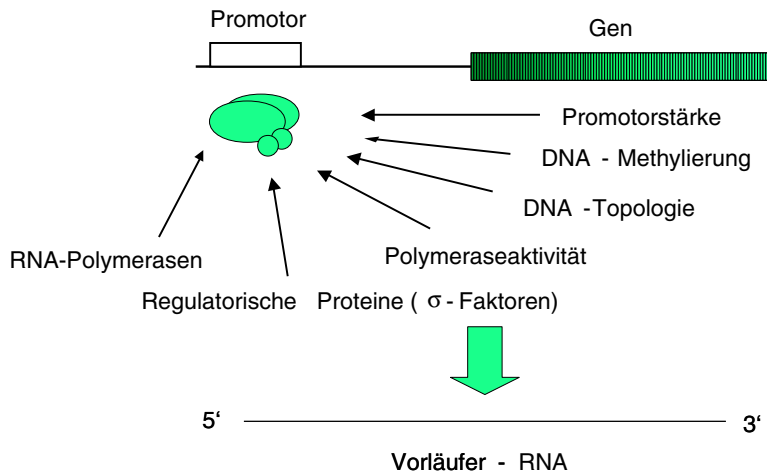 Promotor
Gen
Promotorstärke
DNA - Methylierung
DNA -Topologie
Polymeraseaktivität
RNA-Polymerasen
Regulatorische Proteine ( σ - Faktoren)
5‘ 3‘
Vorläufer - RNA